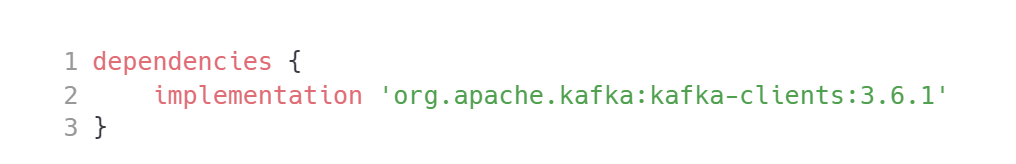 1 dependencies {
2     implementation 'org.apache.kafka:kafka-clients:3.6.1'
3 }